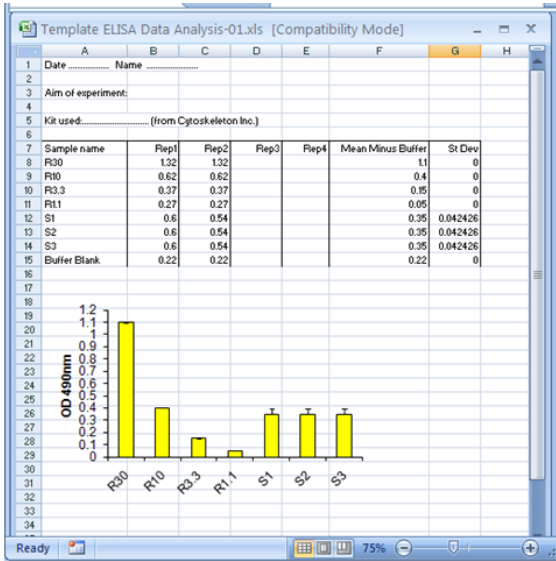 Template ELISA Data Analysis-01.xls [Compatibility Mode]
A B C D E F G H
1 Date ................ Name ....................
2
3 Aim of experiment:
4
5 Kit used:......................... (from Cytoskeleton Inc.)
6
7 Sample name Rep1 Rep2 Rep3 Rep4 Mean Minus Buffer St Dev
8 R30 1.32 1.32 1.1 0
9 R10 0.62 0.62 0.4 0
10 R3.3 0.37 0.37 0.15 0
11 R1.1 0.27 0.27 0.05 0
12 S1 0.6 0.54 0.35 0.042426
13 S2 0.6 0.54 0.35 0.042426
14 S3 0.6 0.54 0.35 0.042426
15 Buffer Blank 0.22 0.22 0.22 0
16
17
18
19
20
21
22
23
24
25
26
27
28
29
30
31
32
33
34
OD 490nm
1.2
1.1
1
0.9
0.8
0.7
0.6
0.5
0.4
0.3
0.2
0.1
0
R30 R10 R3.3 R1.1 S1 S2 S3
Ready 75%